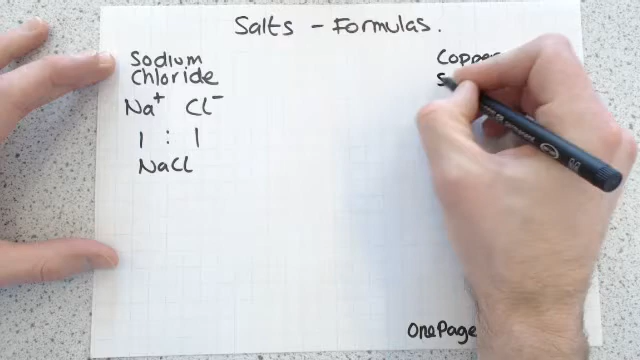 Salts - Formulas.
Sodium
Chloride
Na⁺ Cl⁻
1 : 1
NaCl
Copper
S
OnePage